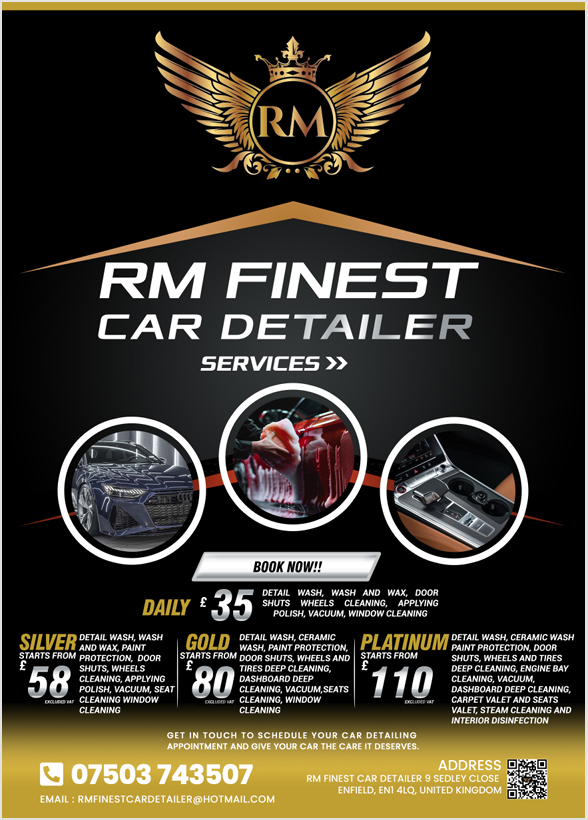 RM
RM FINEST
CAR DETAILER
SERVICES >>
BOOK NOW!!
DAILY £35
DETAIL WASH, WASH AND WAX, DOOR
SHUTS WHEELS CLEANING, APPLYING
POLISH, VACUUM, WINDOW CLEANING
SILVER
STARTS FROM
£
58
EXCLUDED VAT
DETAIL WASH, WASH
AND WAX, PAINT
PROTECTION, DOOR
SHUTS, WHEELS
CLEANING, APPLYING
POLISH, VACUUM, SEAT
CLEANING WINDOW
CLEANING
GOLD
STARTS FROM
£
80
EXCLUDED VAT
DETAIL WASH, CERAMIC
WASH, PAINT PROTECTION,
DOOR SHUTS, WHEELS AND
TIRES DEEP CLEANING,
DASHBOARD DEEP
CLEANING, VACUUM,SEATS
CLEANING, WINDOW
CLEANING
PLATINUM
STARTS FROM
£
110
EXCLUDED VAT
DETAIL WASH, CERAMIC WASH
PAINT PROTECTION, DOOR
SHUTS, WHEELS AND TIRES
DEEP CLEANING, ENGINE BAY
CLEANING, VACUUM,
DASHBOARD DEEP CLEANING,
CARPET VALET AND SEATS
VALET, STEAM CLEANING AND
INTERIOR DISINFECTION
GET IN TOUCH TO SCHEDULE YOUR CAR DETAILING
APPOINTMENT AND GIVE YOUR CAR THE CARE IT DESERVES.
07503 743507
EMAIL : RMFINESTCARDETAILER@HOTMAIL.COM
ADDRESS
RM FINEST CAR DETAILER 9 SEDLEY CLOSE
ENFIELD, EN1 4LQ, UNITED KINGDOM